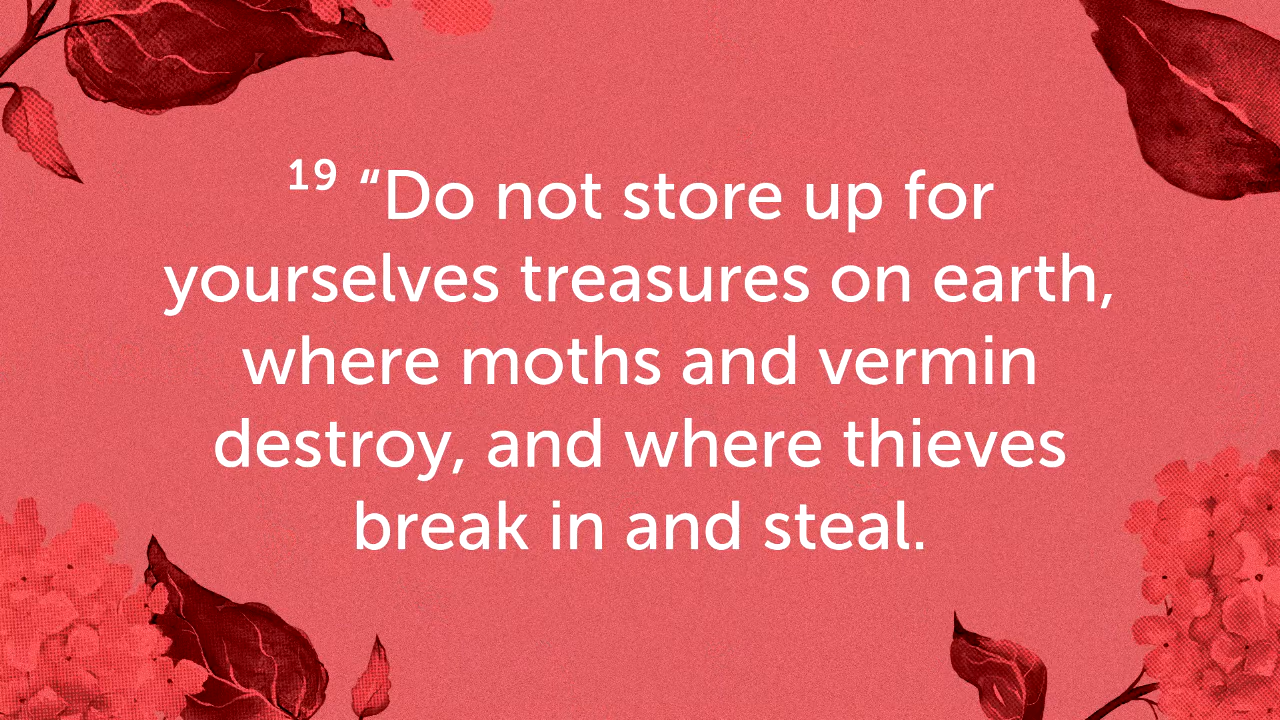 19 “Do not store up for
yourselves treasures on earth,
where moths and vermin
destroy, and where thieves
break in and steal.